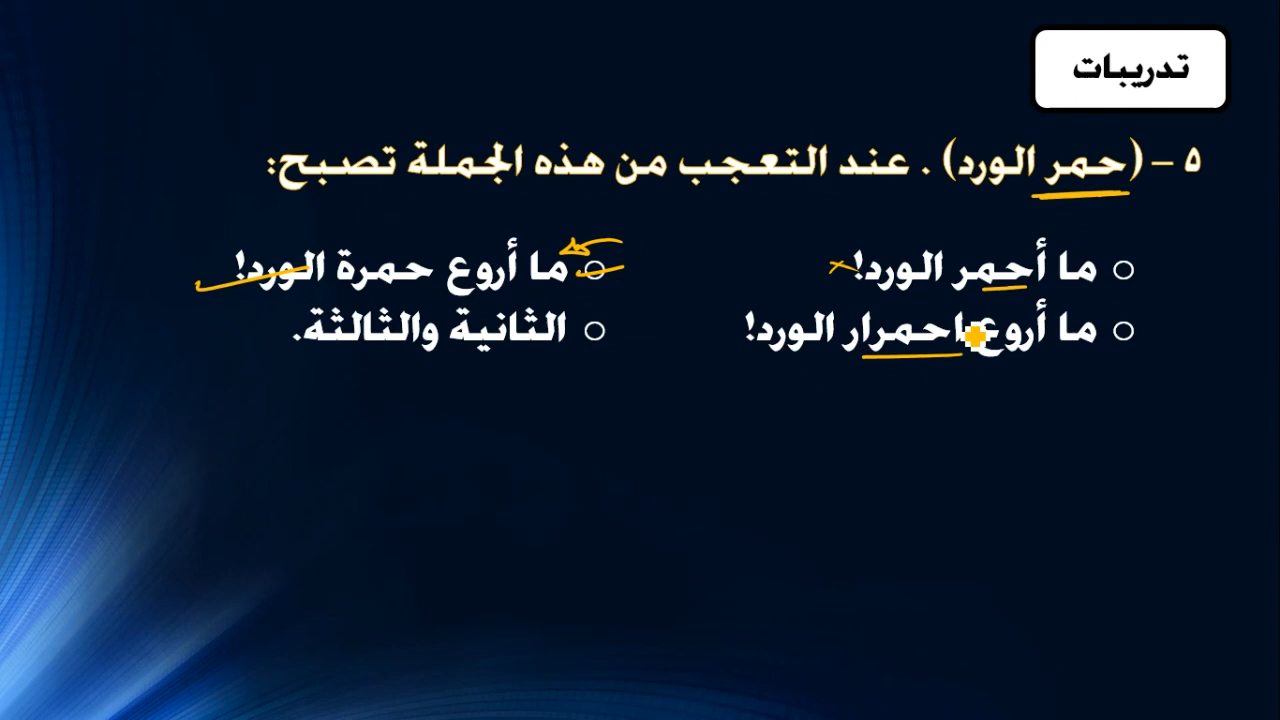 تدريبات
٥ – (حمر الورد) . عند التعجب من هذه الجملة تصبح:
ما أحمر الورد!
ما أروع حمرة الورد!
ما أروع احمرار الورد!
الثانية والثالثة.